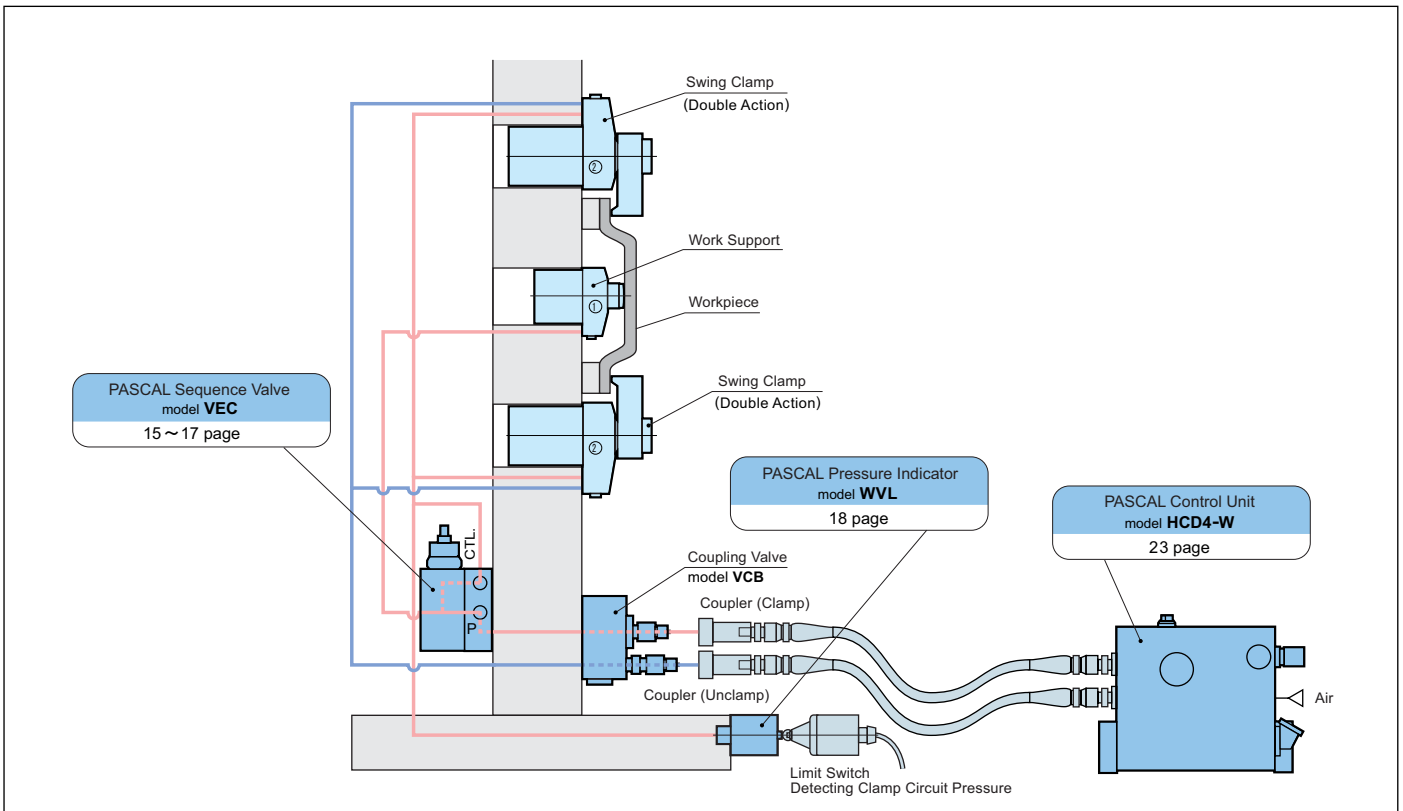 Swing Clamp
(Double Action)
②
Work Support
①
Workpiece
PASCAL Sequence Valve
model VEC
15～17 page
Swing Clamp
(Double Action)
②
PASCAL Pressure Indicator
model WVL
18 page
PASCAL Control Unit
model HCD4-W
23 page
CTL.
P
Coupling Valve
model VCB
Coupler (Clamp)
Coupler (Unclamp)
Air
Limit Switch
Detecting Clamp Circuit Pressure